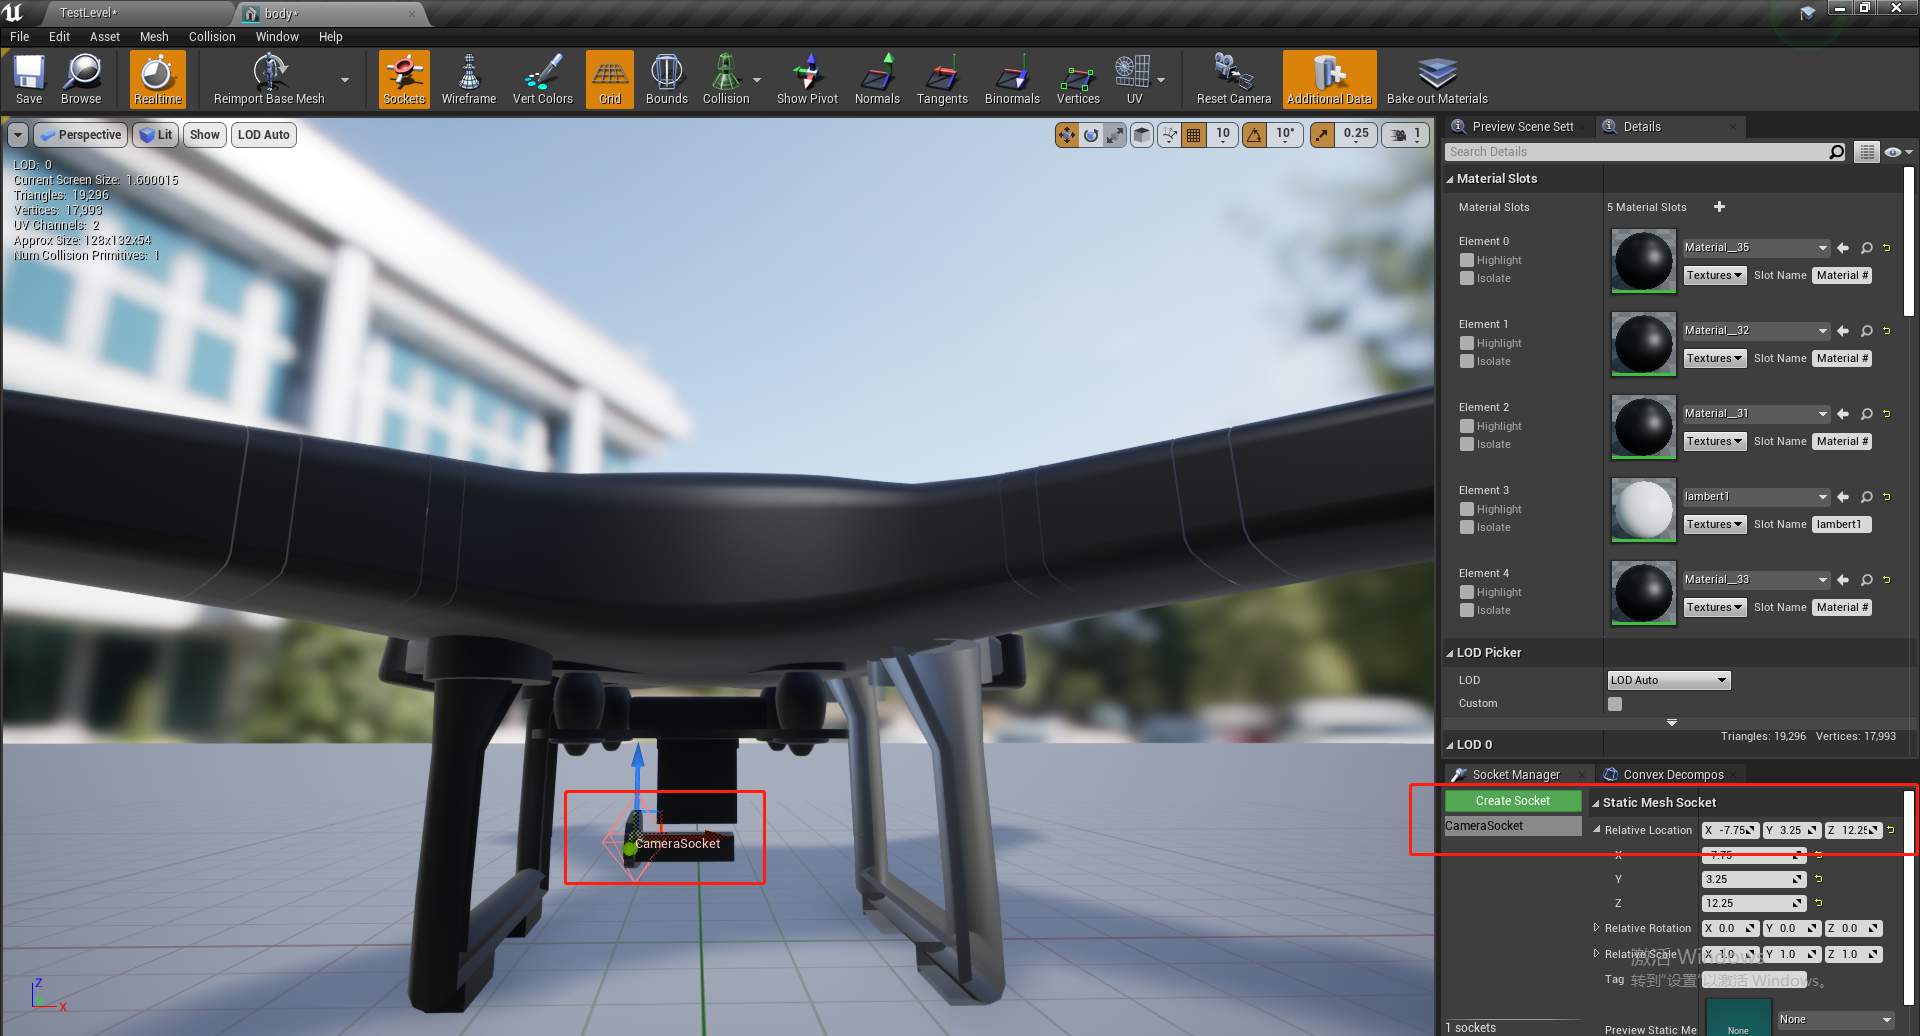 TestLevel*
body*
File Edit Asset Mesh Collision Window Help
Save Browse Realtime Reimport Base Mesh Sockets Wireframe Vert Colors Grid Bounds Collision Show Pivot Normals Tangents Binormals Vertices UV Reset Camera Additional Data Bake out Materials
Perspective Lit Show LOD Auto 10 10° 0.25 1
LOD: 0
Current Screen Size: 1.600015
Triangles: 19,296
Vertices: 17,993
UV Channels: 2
Approx Size: 128x132x54
Num Collision Primitives: 1
CameraSocket
Z
X
Preview Scene Sett Details
Search Details
Material Slots
Material Slots 5 Material Slots
Element 0 Material__35
Highlight
Isolate Textures Slot Name Material #
Element 1 Material__32
Highlight
Isolate Textures Slot Name Material #
Element 2 Material__31
Highlight
Isolate Textures Slot Name Material #
Element 3 lambert1
Highlight
Isolate Textures Slot Name lambert1
Element 4 Material__33
Highlight
Isolate Textures Slot Name Material #
LOD Picker
LOD LOD Auto
Custom
LOD 0 Triangles: 19,296 Vertices: 17,993
Socket Manager Convex Decompos
Create Socket
CameraSocket
Static Mesh Socket
Relative Location X -7.75 Y 3.25 Z 12.25
X -7.75
Y 3.25
Z 12.25
Relative Rotation X 0.0 Y 0.0 Z 0.0
Relative Scale X 1.0 Y 1.0 Z 1.0
Tag
激活 Windows
转到"设置"以激活 Windows。
1 sockets
Preview Static Me None None